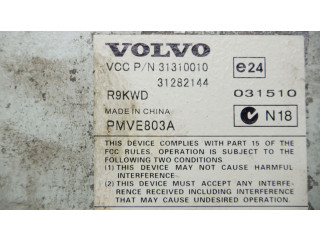 VOLVO
VCC P/N 31310010
31282144
e24
R9KWD
031510
MADE IN CHINA
N18
PMVE803A
THIS DEVICE COMPLIES WITH PART 15 OF THE
FCC RULES. OPERATION IS SUBJECT TO THE
FOLLOWING TWO CONDITIONS
(1) THIS DEVICE MAY NOT CAUSE HARMFUL
INTERFERENCE
(2) THIS DEVICE MUST ACCEPT ANY INTERFE-
RENCE RECEIVED INCLUDING INTERFERENCE
THAT MAY CAUSE UNDESIRED OPERATION.